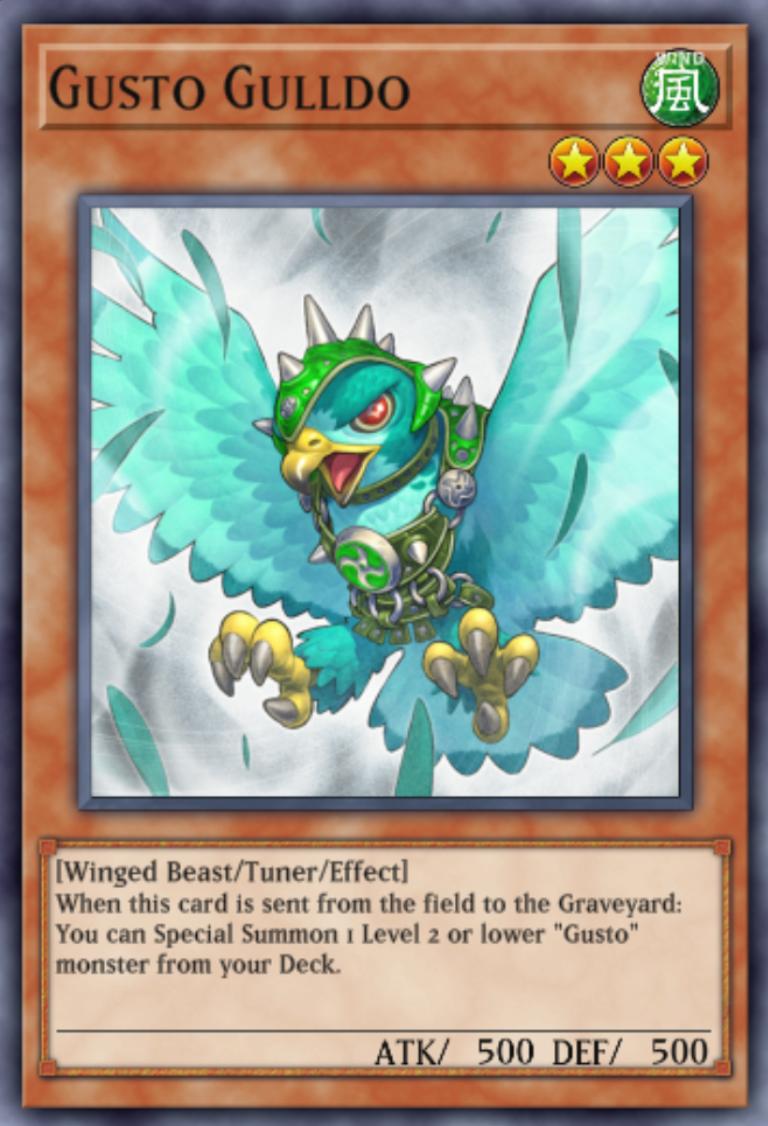 Gusto Gulldo
WIND
風
[Winged Beast/Tuner/Effect]
When this card is sent from the field to the Graveyard:
You can Special Summon 1 Level 2 or lower "Gusto"
monster from your Deck.
ATK/ 500 DEF/ 500